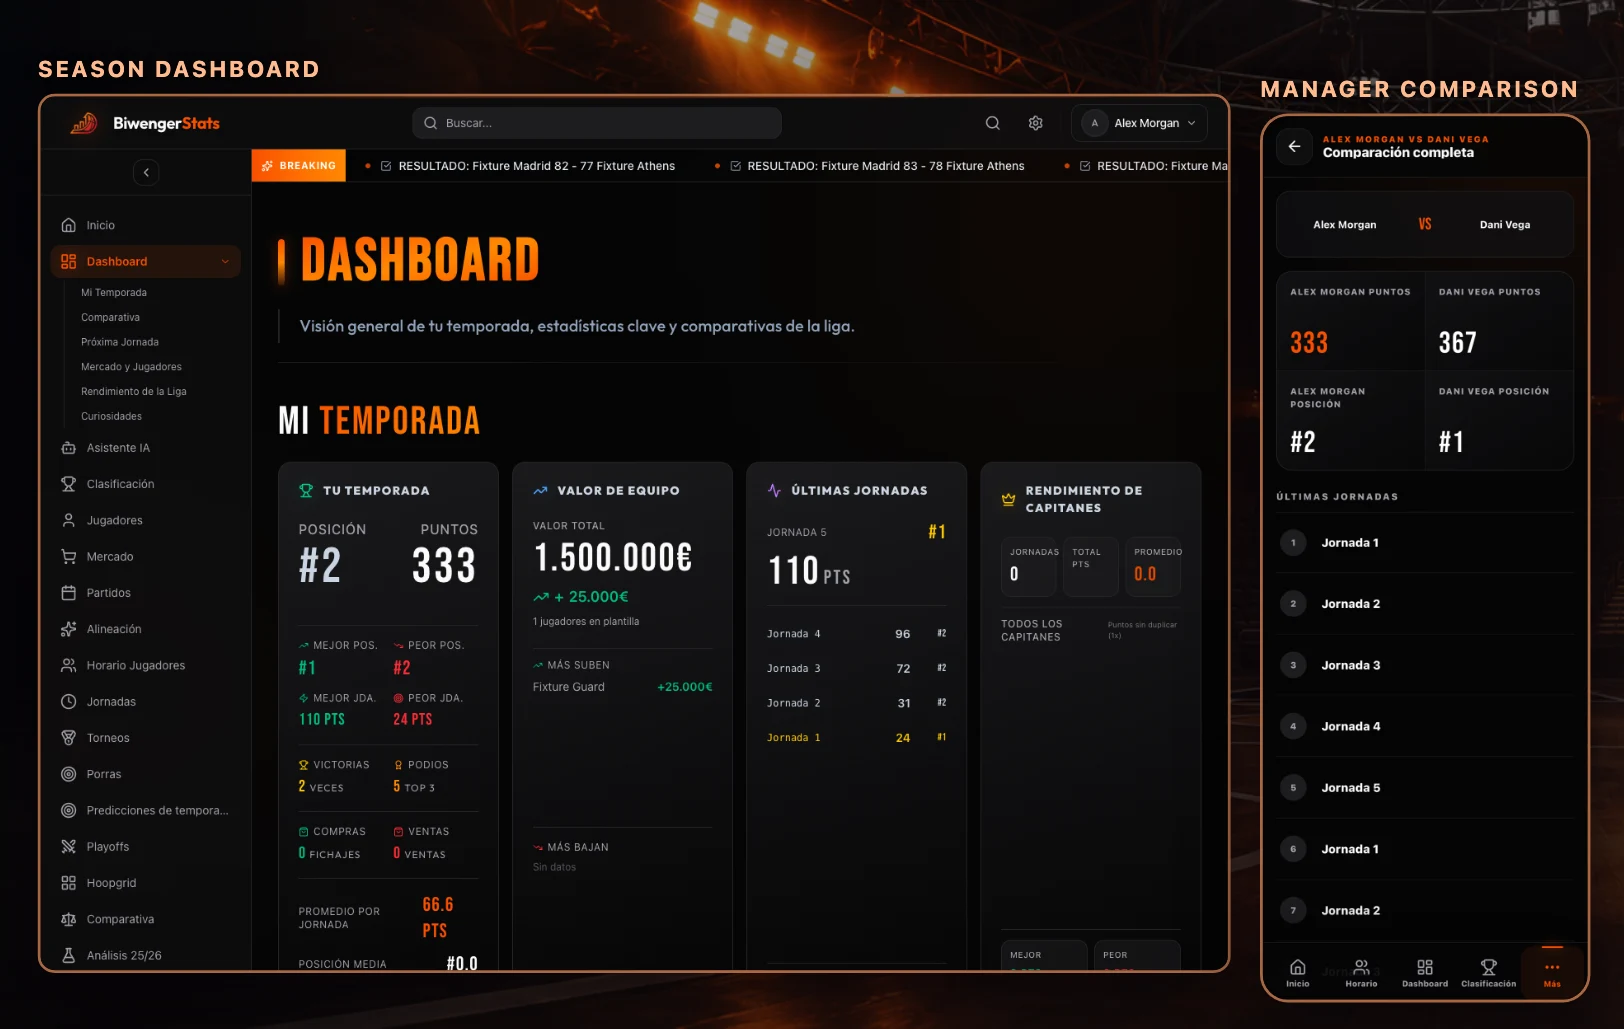 SEASON DASHBOARD
BiwengerStats
Buscar...
A
Alex Morgan
BREAKING
RESULTADO: Fixture Madrid 82 - 77 Fixture Athens
RESULTADO: Fixture Madrid 83 - 78 Fixture Athens
RESULTADO: Fixture Ma
Inicio
Dashboard
Mi Temporada
Comparativa
Próxima Jornada
Mercado y Jugadores
Rendimiento de la Liga
Curiosidades
Asistente IA
Clasificación
Jugadores
Mercado
Partidos
Alineación
Horario Jugadores
Jornadas
Torneos
Porras
Predicciones de tempora...
Playoffs
Hoopgrid
Comparativa
Análisis 25/26
DASHBOARD
Visión general de tu temporada, estadísticas clave y comparativas de la liga.
MI TEMPORADA
TU TEMPORADA
POSICIÓN PUNTOS
#2 333
MEJOR POS. PEOR POS.
#1 #2
MEJOR JDA. PEOR JDA.
110 PTS 24 PTS
VICTORIAS PODIOS
2 VECES 5 TOP 3
COMPRAS VENTAS
0 FICHAJES 0 VENTAS
PROMEDIO POR JORNADA
66.6 PTS
POSICIÓN MEDIA #0.0
VALOR DE EQUIPO
VALOR TOTAL
1.500.000€
+ 25.000€
1 jugadores en plantilla
MÁS SUBEN
Fixture Guard +25.000€
MÁS BAJAN
Sin datos
ÚLTIMAS JORNADAS
JORNADA 5 #1
110 PTS
Jornada 4 96 #2
Jornada 3 72 #2
Jornada 2 31 #2
Jornada 1 24 #1
RENDIMIENTO DE
CAPITANES
JORNADAS
0
TOTAL
PTS
PROMEDIO
0.0
TODOS LOS
CAPITANES
Puntos sin duplicar
(1x)
MEJOR
PEOR
MANAGER COMPARISON
ALEX MORGAN VS DANI VEGA
Comparación completa
Alex Morgan VS Dani Vega
ALEX MORGAN PUNTOS
333
DANI VEGA PUNTOS
367
ALEX MORGAN
POSICIÓN
#2
DANI VEGA POSICIÓN
#1
ÚLTIMAS JORNADAS
1 Jornada 1
2 Jornada 2
3 Jornada 3
4 Jornada 4
5 Jornada 5
6 Jornada 1
7 Jornada 2
Inicio
Horario
Dashboard
Clasificación
Más